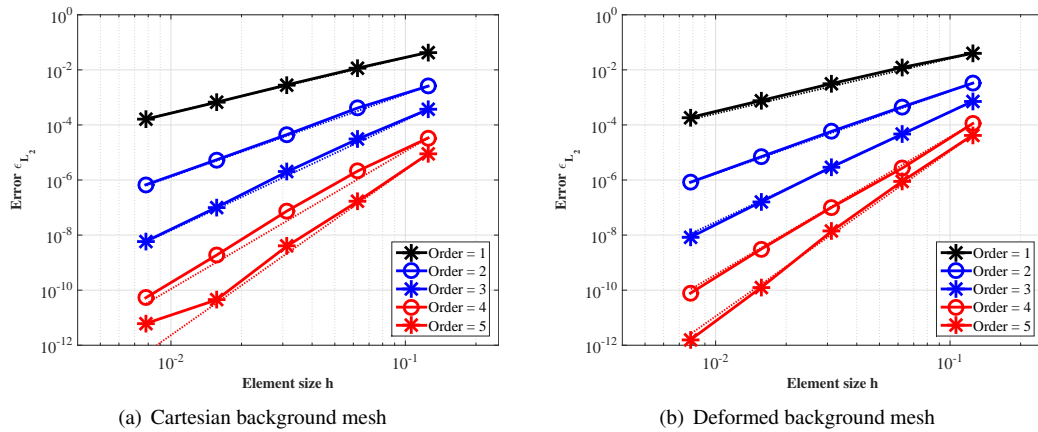 10^0
10^-2
10^-4
10^-6
10^-8
10^-10
10^-12
Error ϵ_L_2
10^-2
10^-1
Element size h
Order = 1
Order = 2
Order = 3
Order = 4
Order = 5
(a) Cartesian background mesh
10^0
10^-2
10^-4
10^-6
10^-8
10^-10
10^-12
Error ϵ_L_2
10^-2
10^-1
Element size h
Order = 1
Order = 2
Order = 3
Order = 4
Order = 5
(b) Deformed background mesh